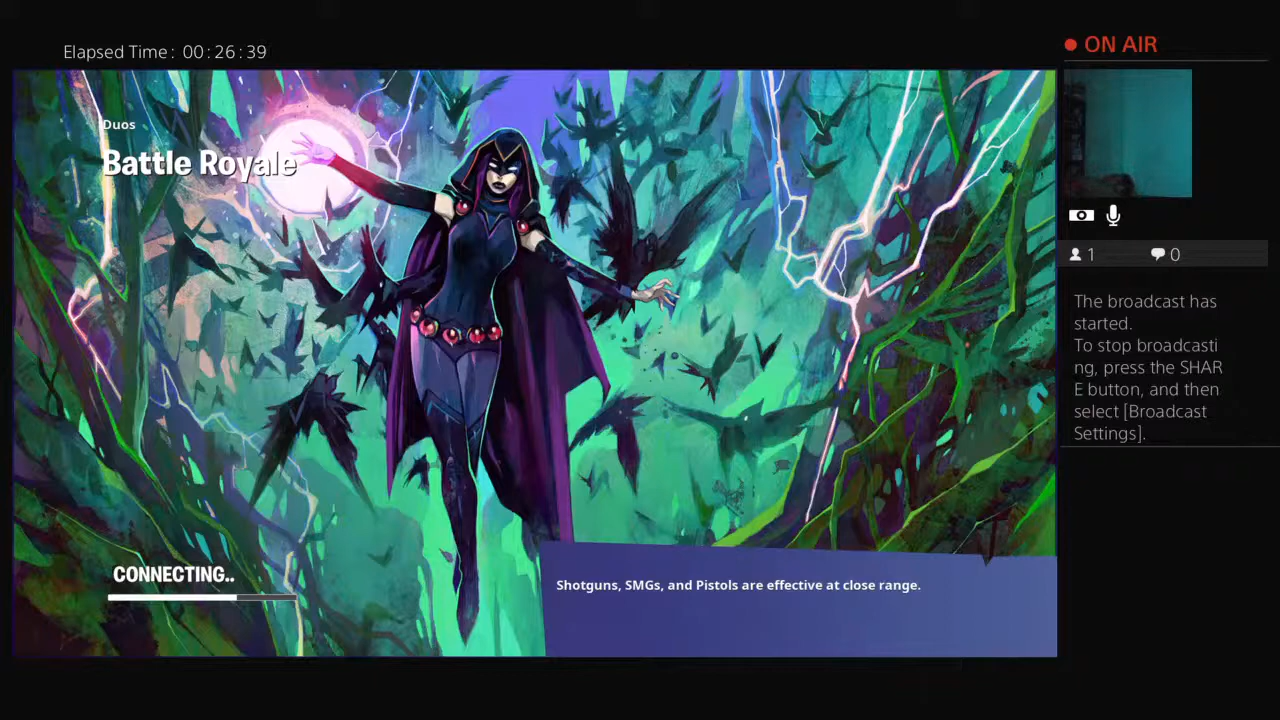 Elapsed Time: 00:26:39
ON AIR
Duos
Battle Royale
1
0
The broadcast has
started.
To stop broadcasti
ng, press the SHAR
E button, and then
select [Broadcast
Settings].
CONNECTING..
Shotguns, SMGs, and Pistols are effective at close range.